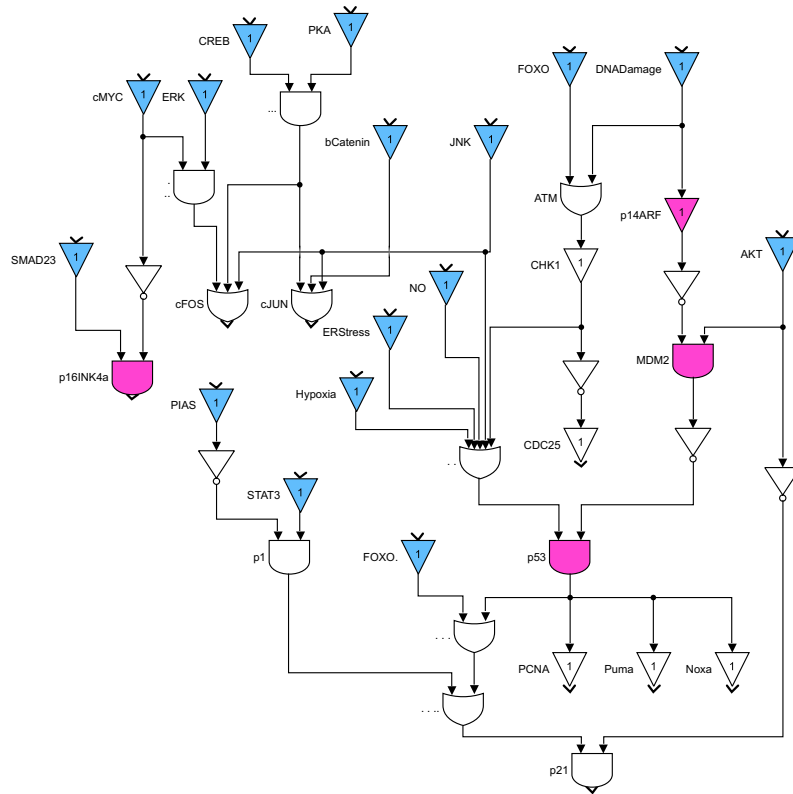 CREB 1
PKA 1
cMYC 1
ERK 1
FOXO 1
DNADamage 1
...
bCatenin 1
JNK 1
.
..
ATM
p14ARF 1
SMAD23 1
CHK1 1
AKT 1
cFOS
cJUN
NO 1
ERStress 1
MDM2
p16INK4a
Hypoxia 1
PIAS 1
CDC25 1
. .
STAT3 1
p1
FOXO. 1
p53
. . .
PCNA 1
Puma 1
Noxa 1
. . ..
p21